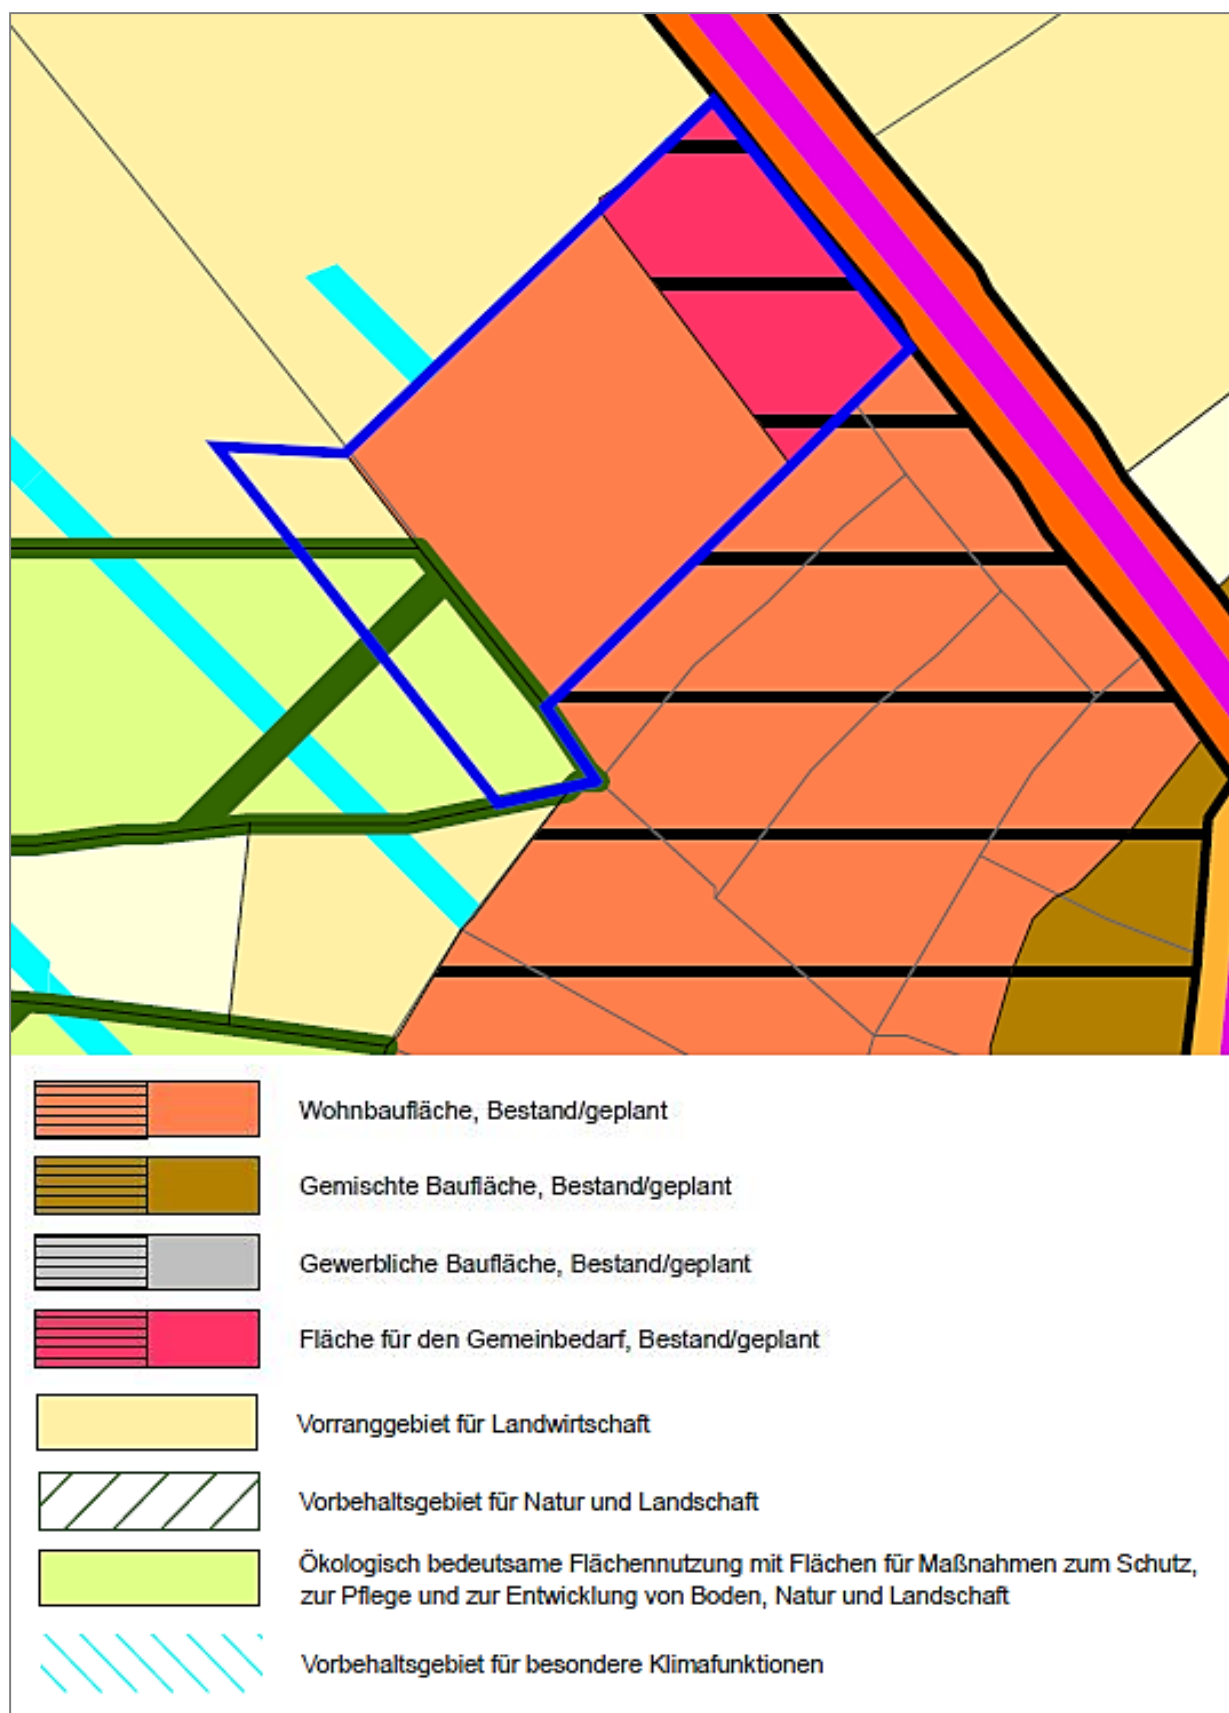 Wohnbaufläche, Bestand/geplant
Gemischte Baufläche, Bestand/geplant
Gewerbliche Baufläche, Bestand/geplant
Fläche für den Gemeinbedarf, Bestand/geplant
Vorranggebiet für Landwirtschaft
Vorbehaltsgebiet für Natur und Landschaft
Ökologisch bedeutsame Flächennutzung mit Flächen für Maßnahmen zum Schutz,
zur Pflege und zur Entwicklung von Boden, Natur und Landschaft
Vorbehaltsgebiet für besondere Klimafunktionen